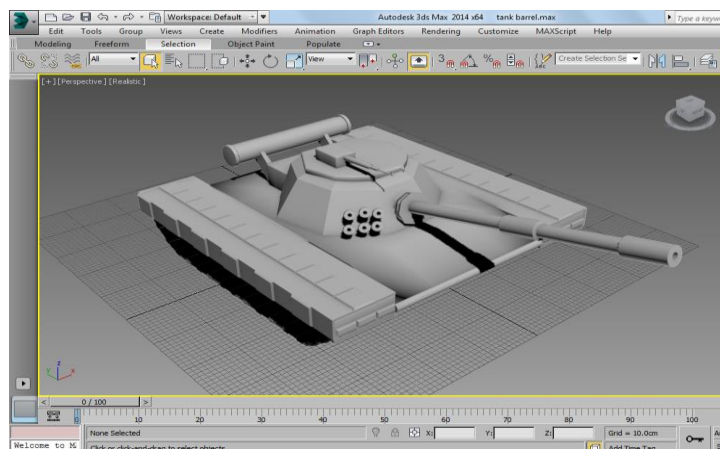 Workspace: Default
Autodesk 3ds Max 2014 x64 tank barrel.max
Type a keyw
Edit Tools Group Views Create Modifiers Animation Graph Editors Rendering Customize MAXScript Help
Modeling Freeform Selection Object Paint Populate
All View 3 % Create Selection Se
[+][Perspective][Realistic]
z
y x
< 0 / 100 >
0 10 20 30 40 50 60 70 80 90 100
None Selected X: Y: Z: Grid = 10.0cm
Welcome to M Click or click-and-drag to select objects Add Time Tag